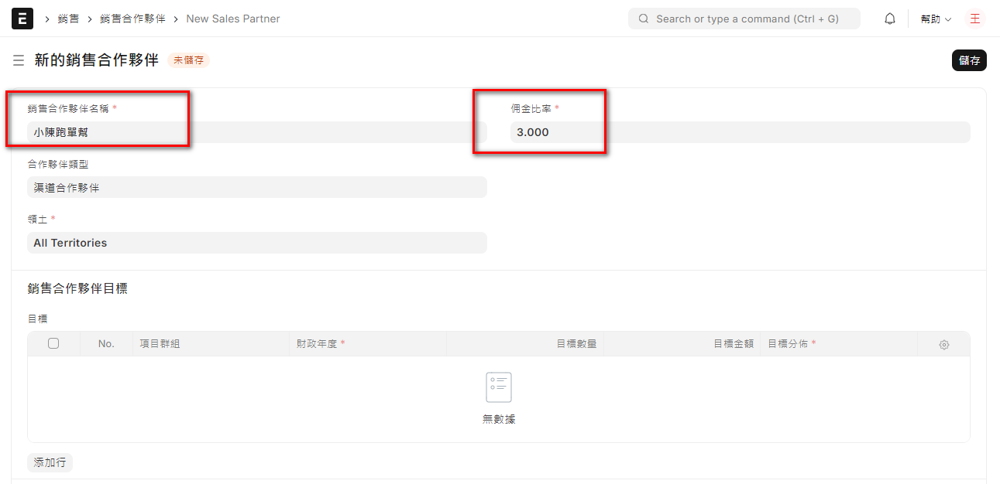 E
銷售 銷售合作夥伴 New Sales Partner
Search or type a command (Ctrl + G)
幫助
王
新的銷售合作夥伴 未儲存
儲存
銷售合作夥伴名稱 *
小陳跑單幫
佣金比率 *
3.000
合作夥伴類型
渠道合作夥伴
領土 *
All Territories
銷售合作夥伴目標
目標
No. 項目群組 財政年度 * 目標數量 目標金額 目標分佈 *
無數據
添加行